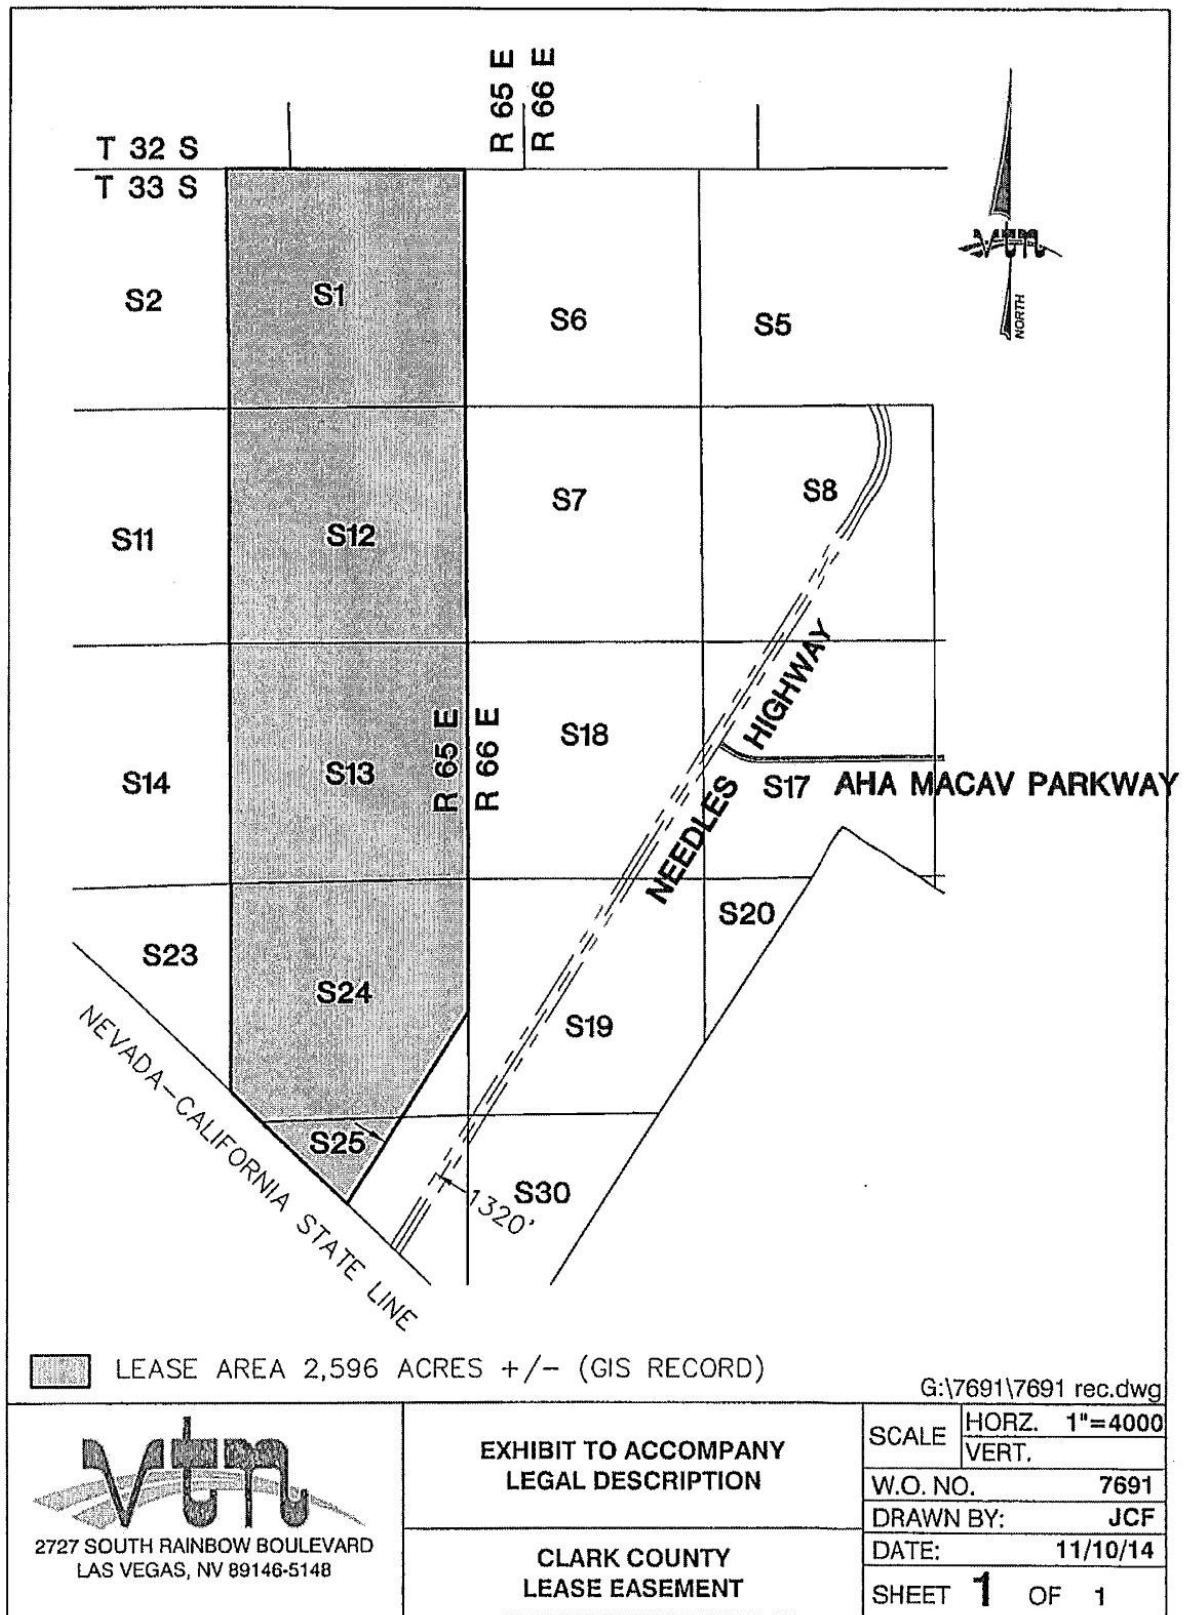 R 65 E
R 66 E
T 32 S
T 33 S
S2
S1
S6
S5
vtn
NORTH
S11
S12
S7
S8
S14
S13
R 65 E
R 66 E
S18
NEEDLES HIGHWAY
S17
AHA MACAV PARKWAY
S23
S24
S19
S20
NEVADA-CALIFORNIA STATE LINE
S25
S30
1320'
LEASE AREA 2,596 ACRES +/- (GIS RECORD)
G:\7691\7691 rec.dwg
vtn
2727 SOUTH RAINBOW BOULEVARD
LAS VEGAS, NV 89146-5148
EXHIBIT TO ACCOMPANY
LEGAL DESCRIPTION
CLARK COUNTY
LEASE EASEMENT
SCALE
HORZ. 1"=4000
VERT.
W.O. NO. 7691
DRAWN BY: JCF
DATE: 11/10/14
SHEET 1 OF 1